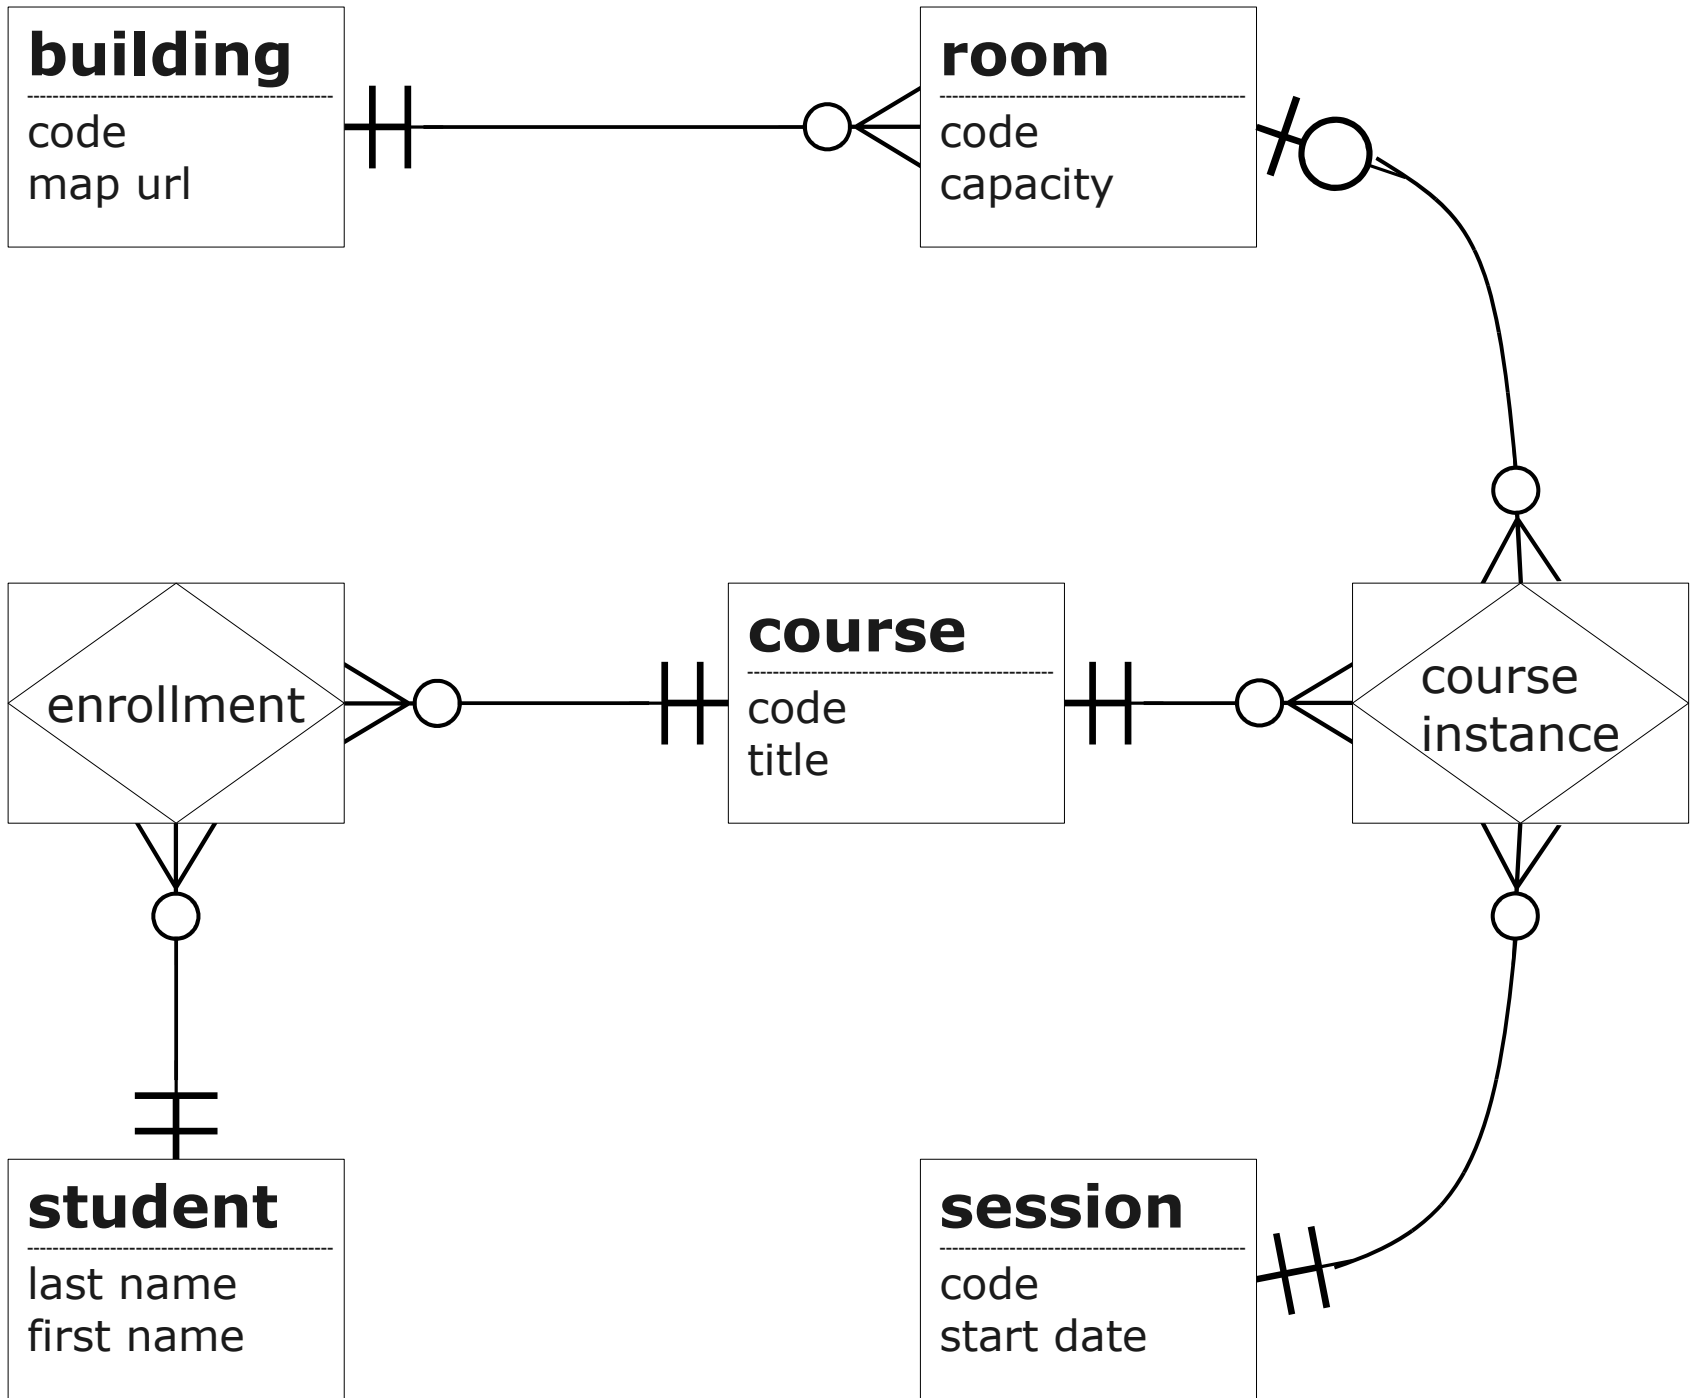 building
code
map url
room
code
capacity
enrollment
course
code
title
course
instance
student
last name
first name
session
code
start date